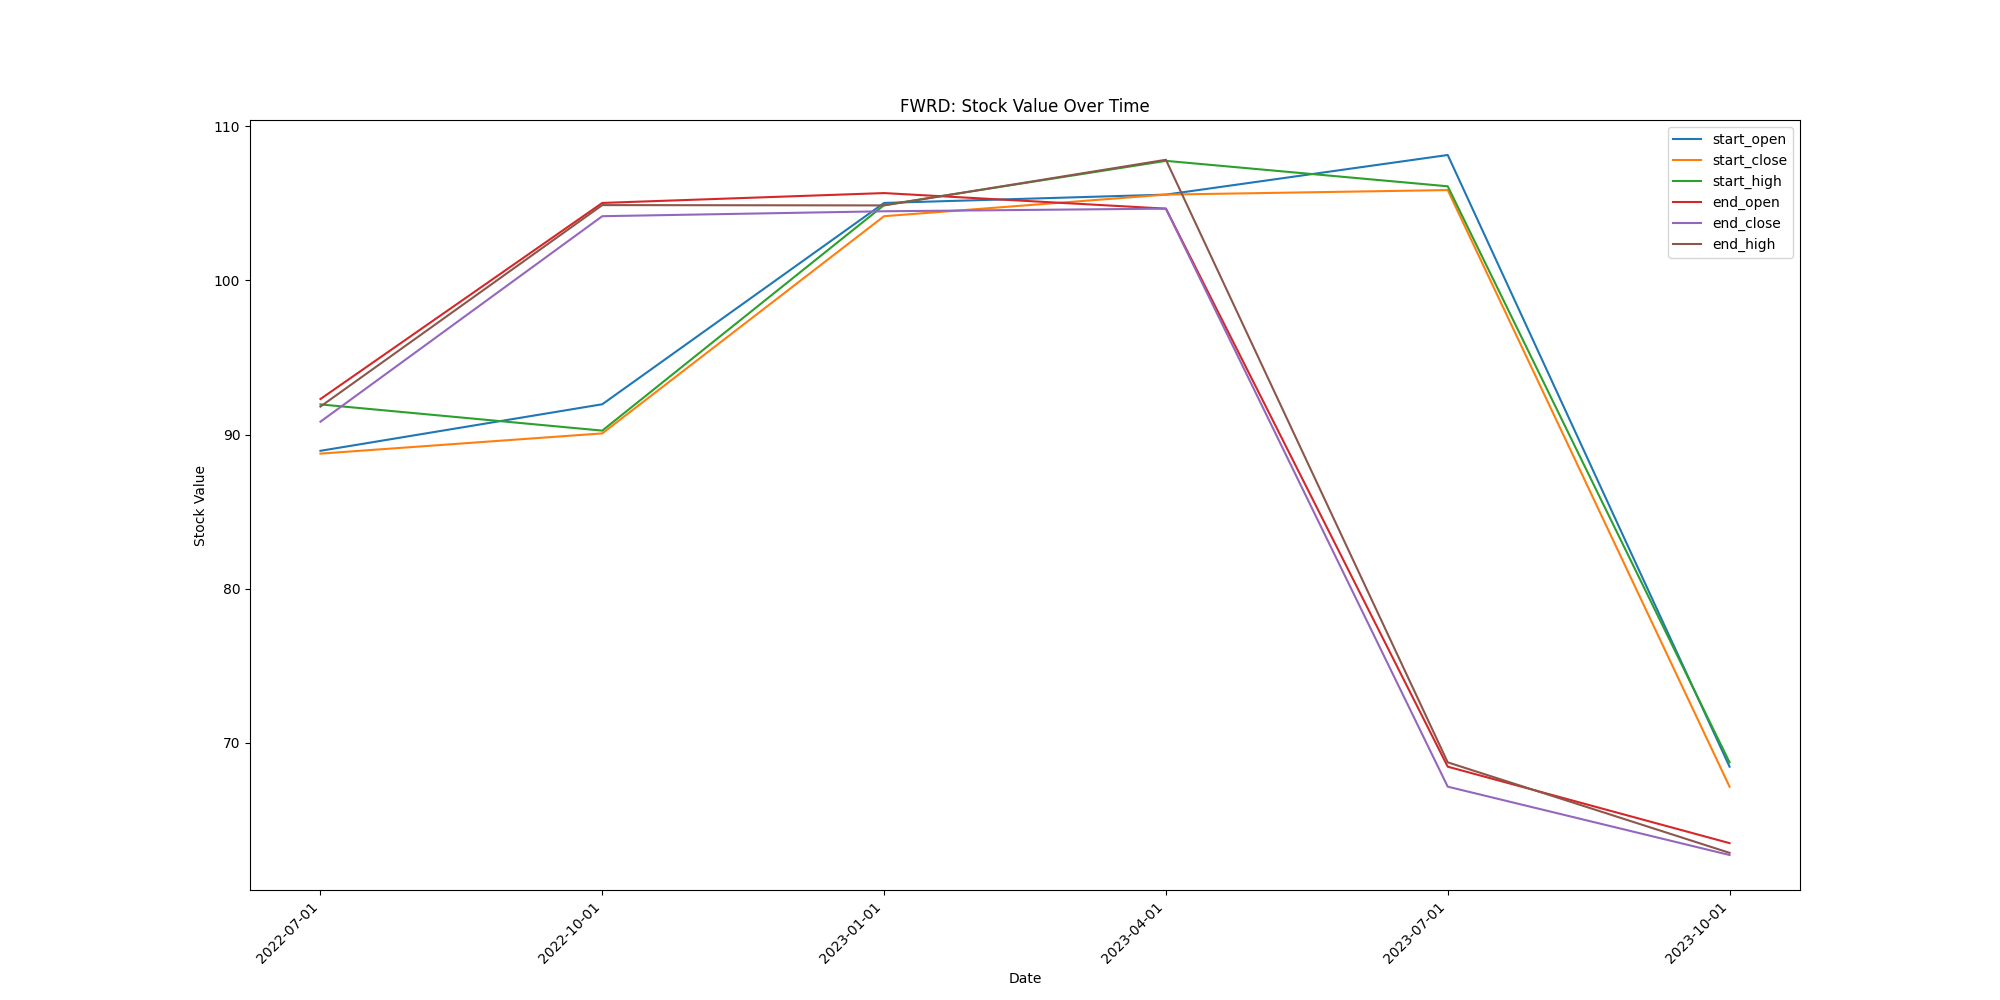 FWRD: Stock Value Over Time
110
100
90
80
70
Stock Value
start_open
start_close
start_high
end_open
end_close
end_high
2022-07-01
2022-10-01
2023-01-01
2023-04-01
2023-07-01
2023-10-01
Date